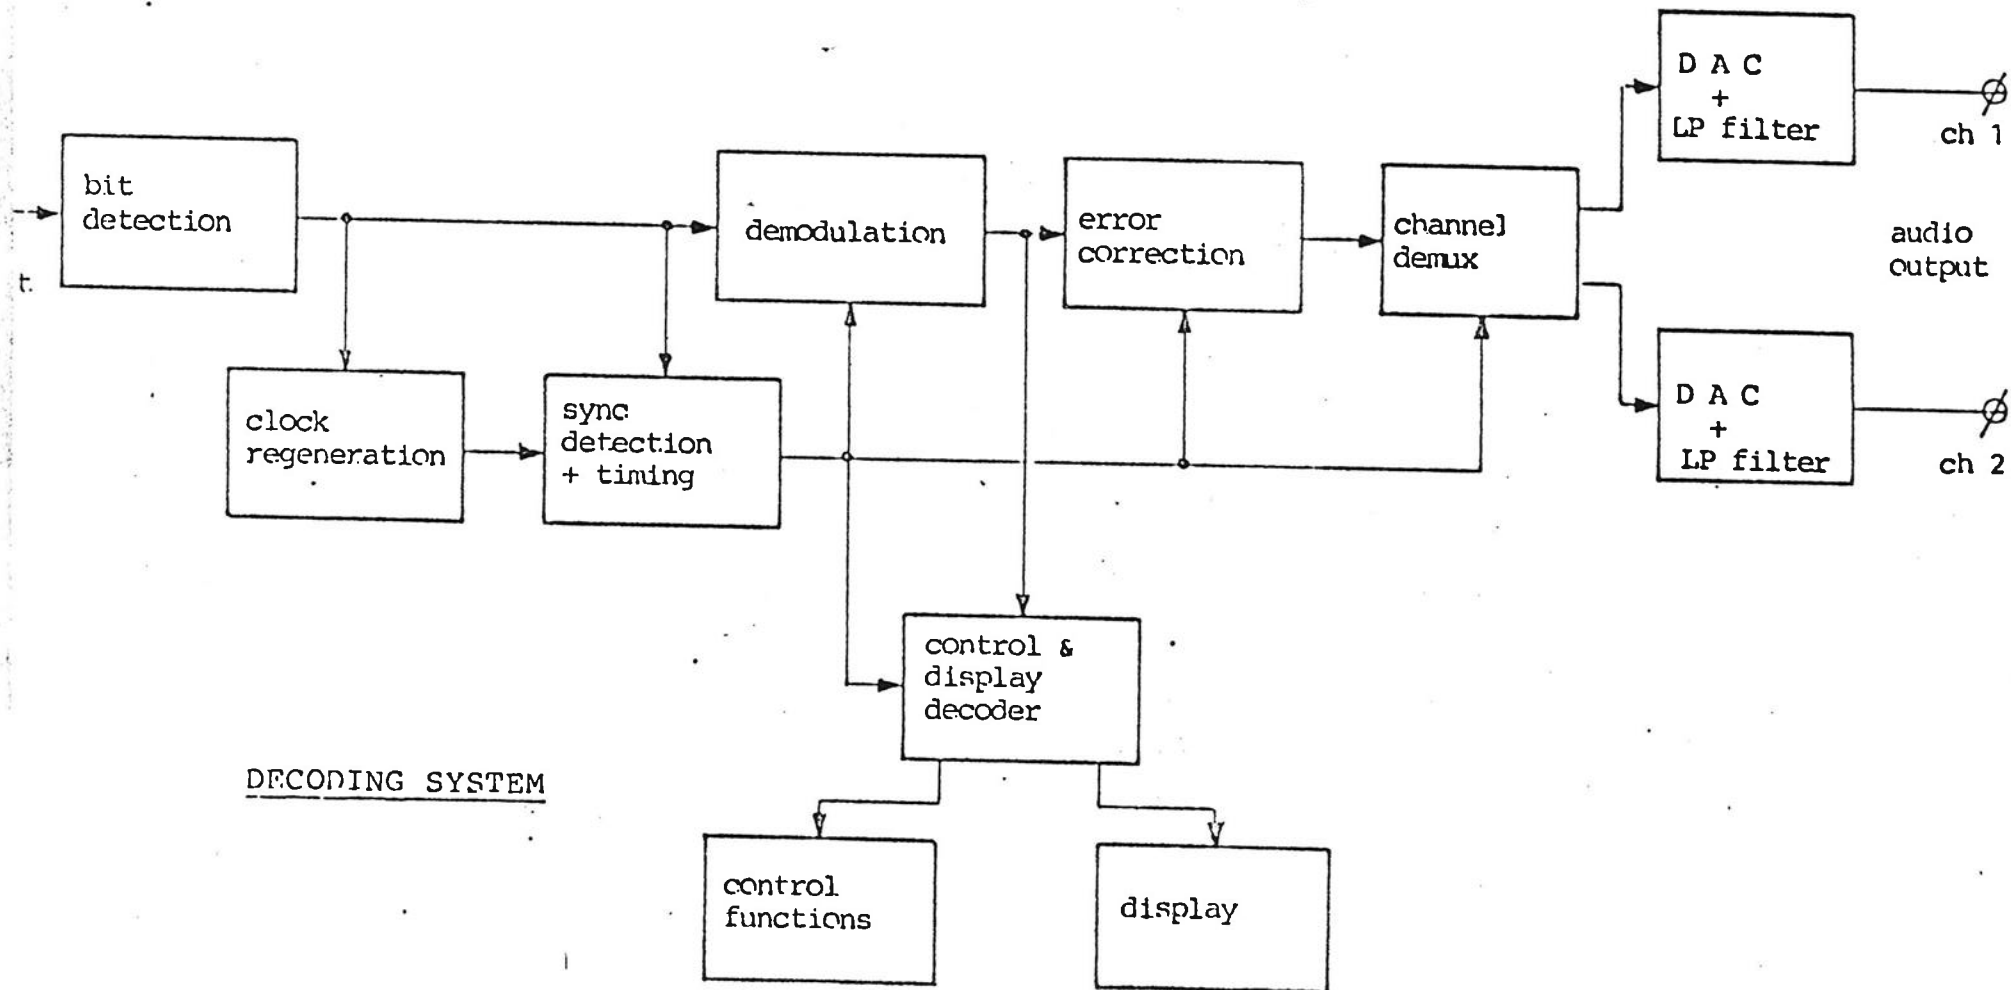 bit
detection
t.
demodulation
error
correction
channel
demux
D A C
+
LP filter
ch 1
audio
output
D A C
+
LP filter
ch 2
clock
regeneration
sync
detection
+ timing
control &
display
decoder
DECODING SYSTEM
control
functions
display